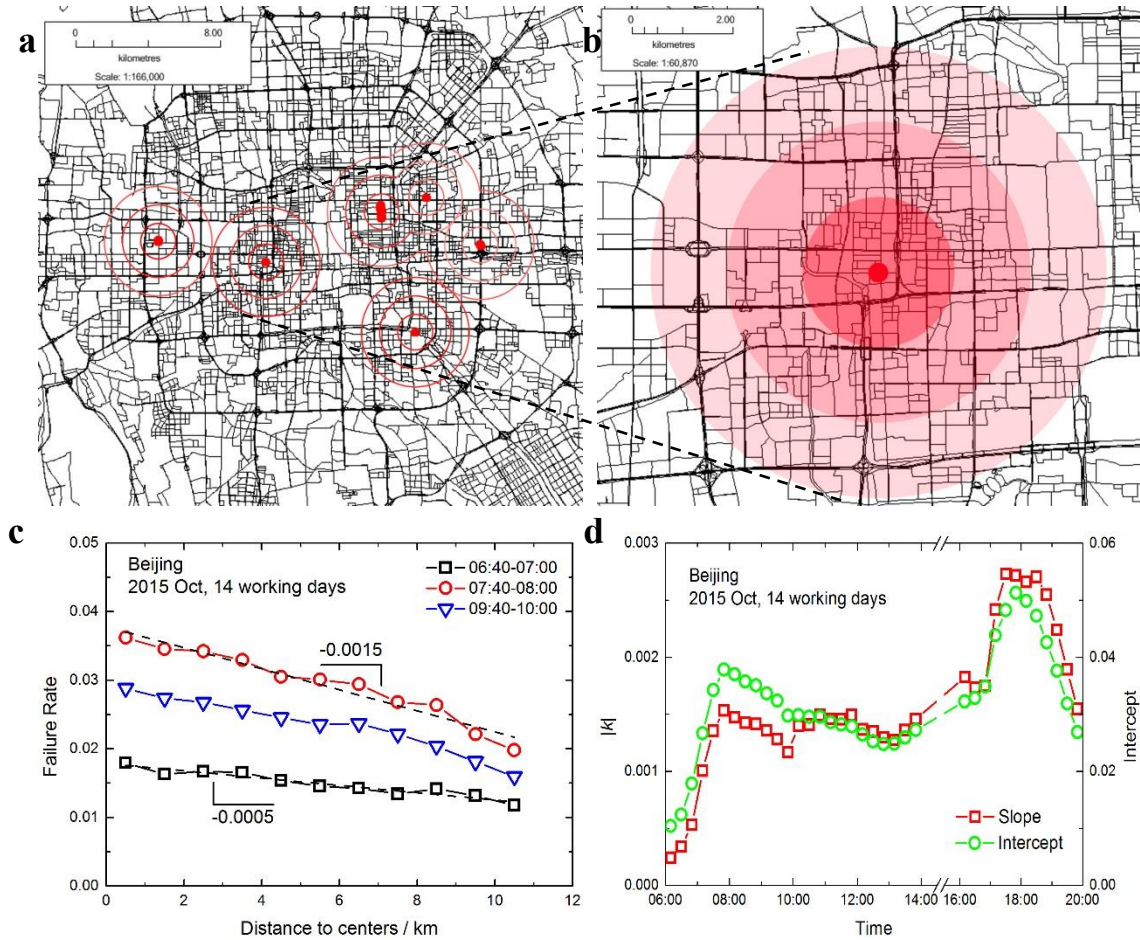 a
0 8.00
kilometres
Scale: 1:166,000
b
0 2.00
kilometres
Scale: 1:60,870
c
0.05
0.04
0.03
0.02
0.01
0.00
Failure Rate
Beijing
2015 Oct, 14 working days
06:40-07:00
07:40-08:00
09:40-10:00
-0.0015
-0.0005
0 2 4 6 8 10 12
Distance to centers / km
d
0.003
0.002
0.001
0.000
|k|
Beijing
2015 Oct, 14 working days
Slope
Intercept
0.06
0.04
0.02
0.00
Intercept
06:00 08:00 10:00 12:00 14:00 16:00 18:00 20:00
Time